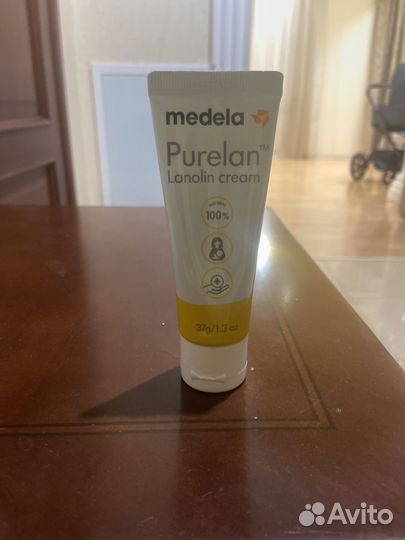 medela
Purelan™
Lanolin cream
100%
37g/1.3 oz
Avito